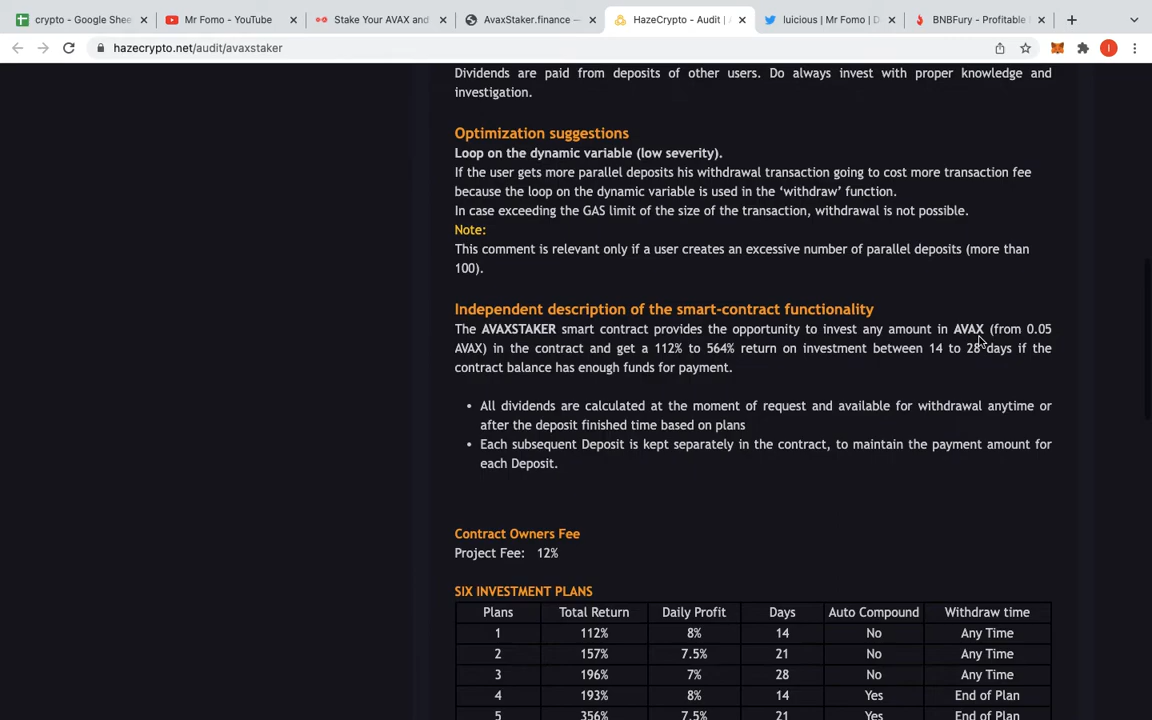 crypto - Google Shee
Mr Fomo - YouTube
Stake Your AVAX and
AvaxStaker.finance —
HazeCrypto - Audit | A
luicious | Mr Fomo | D
BNBFury - Profitable
hazecrypto.net/audit/avaxstaker
I
Dividends are paid from deposits of other users. Do always invest with proper knowledge and
investigation.
Optimization suggestions
Loop on the dynamic variable (low severity).
If the user gets more parallel deposits his withdrawal transaction going to cost more transaction fee
because the loop on the dynamic variable is used in the ‘withdraw’ function.
In case exceeding the GAS limit of the size of the transaction, withdrawal is not possible.
Note:
This comment is relevant only if a user creates an excessive number of parallel deposits (more than
100).
Independent description of the smart-contract functionality
The AVAXSTAKER smart contract provides the opportunity to invest any amount in AVAX (from 0.05
AVAX) in the contract and get a 112% to 564% return on investment between 14 to 28 days if the
contract balance has enough funds for payment.
• All dividends are calculated at the moment of request and available for withdrawal anytime or
after the deposit finished time based on plans
• Each subsequent Deposit is kept separately in the contract, to maintain the payment amount for
each Deposit.
Contract Owners Fee
Project Fee: 12%
SIX INVESTMENT PLANS
Plans Total Return Daily Profit Days Auto Compound Withdraw time
1 112% 8% 14 No Any Time
2 157% 7.5% 21 No Any Time
3 196% 7% 28 No Any Time
4 193% 8% 14 Yes End of Plan
5 356% 7.5% 21 Yes End of Plan